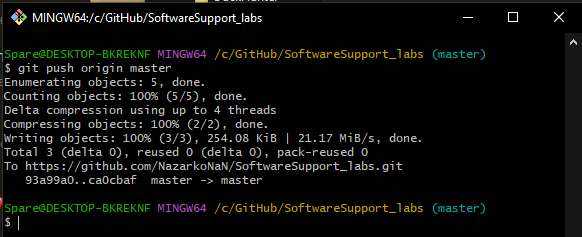 MINGW64:/c/GitHub/SoftwareSupport_labs
Spare@DESKTOP-BKREKNF MINGW64 /c/GitHub/SoftwareSupport_labs (master)
$ git push origin master
Enumerating objects: 5, done.
Counting objects: 100% (5/5), done.
Delta compression using up to 4 threads
Compressing objects: 100% (2/2), done.
Writing objects: 100% (3/3), 254.08 KiB | 21.17 MiB/s, done.
Total 3 (delta 0), reused 0 (delta 0), pack-reused 0
To https://github.com/NazarkoNaN/SoftwareSupport_labs.git
   93a99a0..ca0cbaf  master -> master
Spare@DESKTOP-BKREKNF MINGW64 /c/GitHub/SoftwareSupport_labs (master)
$